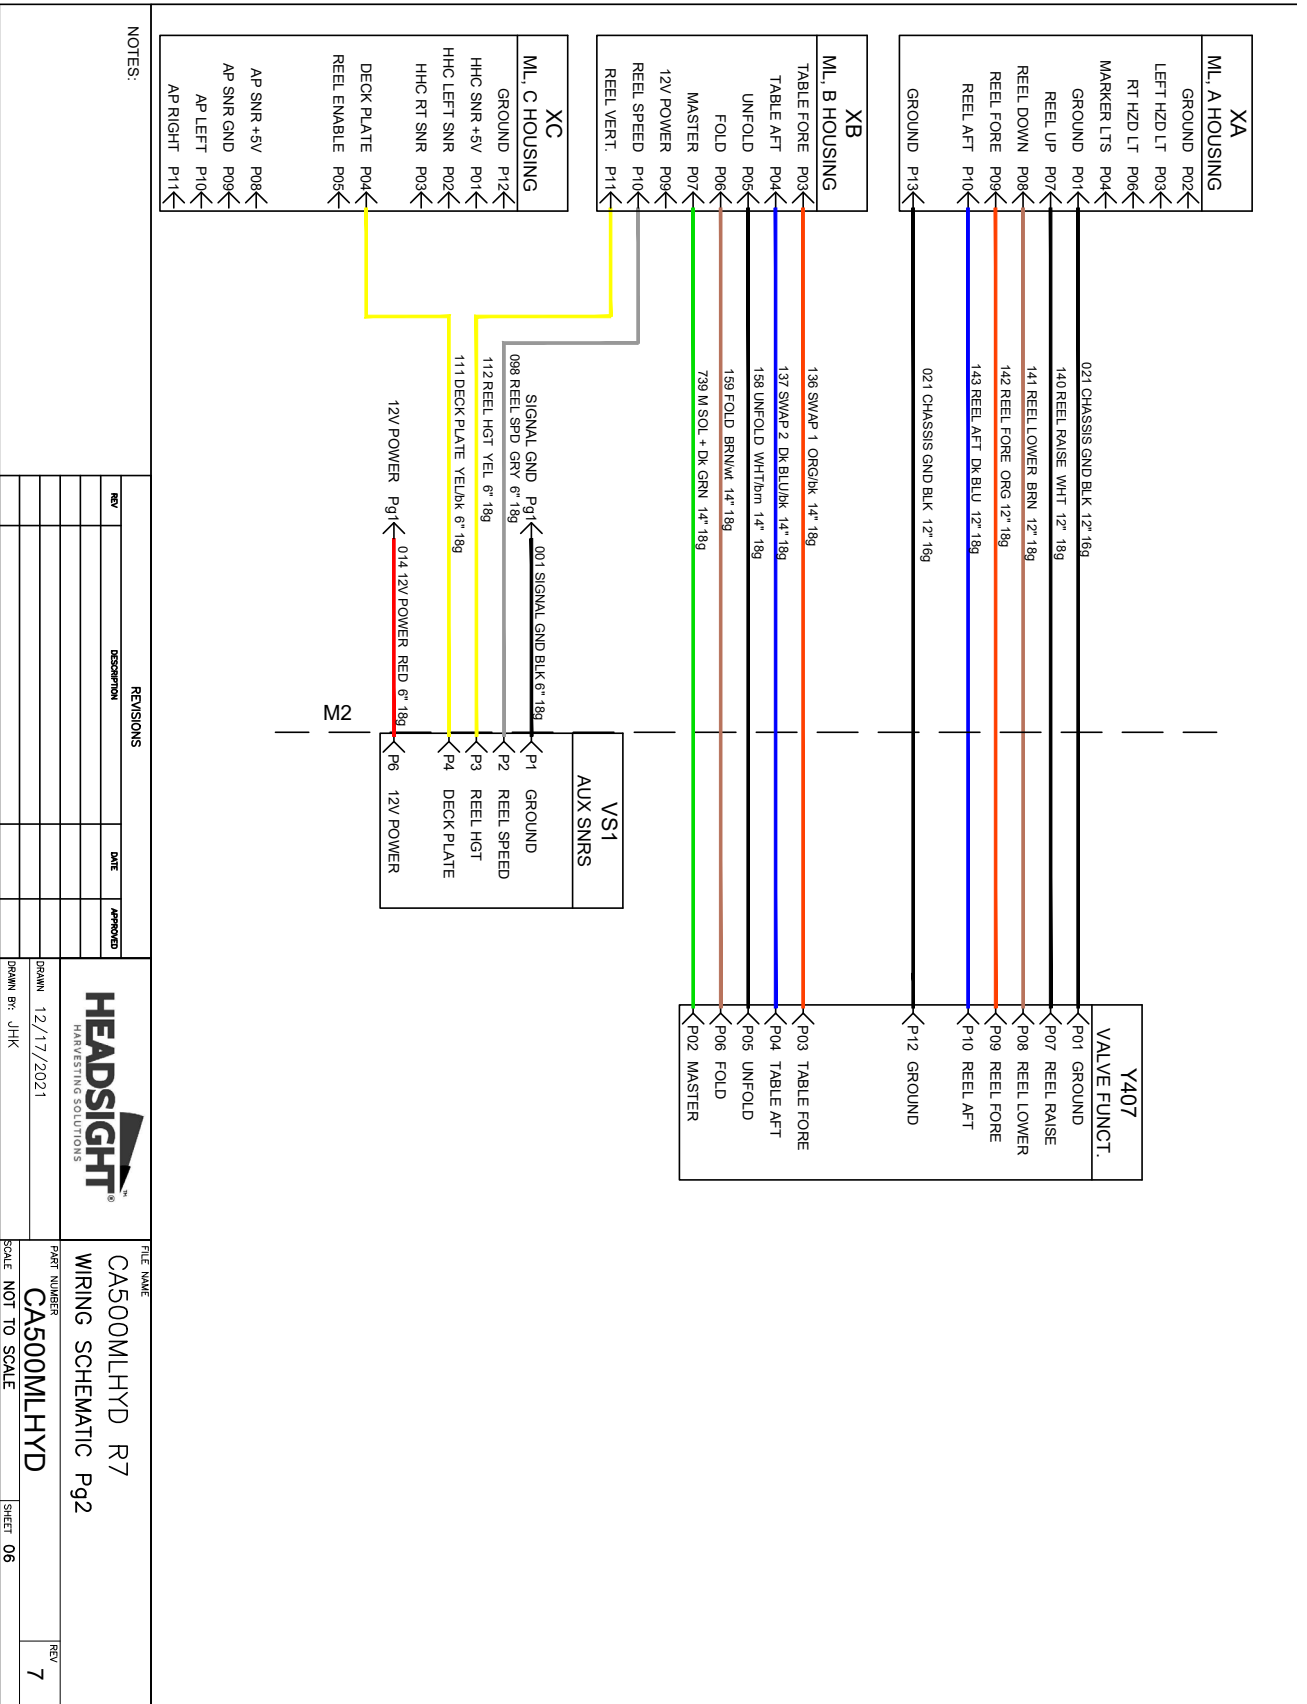 XA
ML, A HOUSING
GROUND P02
LEFT HZD LT P03
RT HZD LT P06
MARKER LTS P04
GROUND P01
REEL UP P07
REEL DOWN P08
REEL FORE P09
REEL AFT P10
GROUND P13
021 CHASSIS GND BLK 12" 16g
140 REEL RAISE WHT 12" 18g
141 REEL LOWER BRN 12" 18g
142 REEL FORE ORG 12" 18g
143 REEL AFT Dk BLU 12" 18g
021 CHASSIS GND BLK 12" 16g
Y407
VALVE FUNCT.
P01 GROUND
P07 REEL RAISE
P08 REEL LOWER
P09 REEL FORE
P10 REEL AFT
P12 GROUND
P03 TABLE FORE
P04 TABLE AFT
P05 UNFOLD
P06 FOLD
P02 MASTER
XB
ML, B HOUSING
TABLE FORE P03
TABLE AFT P04
UNFOLD P05
FOLD P06
MASTER P07
12V POWER P09
REEL SPEED P10
REEL VERT. P11
136 SWAP 1 ORG/bk 14" 18g
137 SWAP 2 Dk BLU/bk 14" 18g
158 UNFOLD WHT/brn 14" 18g
159 FOLD BRN/wt 14" 18g
739 M SOL + Dk GRN 14" 18g
XC
ML, C HOUSING
GROUND P12
HHC SNR +5V P01
HHC LEFT SNR P02
HHC RT SNR P03
DECK PLATE P04
REEL ENABLE P05
AP SNR +5V P08
AP SNR GND P09
AP LEFT P10
AP RIGHT P11
SIGNAL GND Pg1
001 SIGNAL GND BLK 6" 18g
098 REEL SPD GRY 6" 18g
112 REEL HGT YEL 6" 18g
111 DECK PLATE YEL/bk 6" 18g
12V POWER Pg1
014 12V POWER RED 6" 18g
M2
VS1
AUX SNRS
P1 GROUND
P2 REEL SPEED
P3 REEL HGT
P4 DECK PLATE
P6 12V POWER
NOTES:
REVISIONS
REV DESCRIPTION DATE APPROVED
HEADSIGHT®
™
HARVESTING SOLUTIONS
DRAWN 12/17/2021
DRAWN BY: JHK
FILE NAME
CA500MLHYD R7
WIRING SCHEMATIC Pg2
PART NUMBER
CA500MLHYD
REV
7
SCALE NOT TO SCALE
SHEET 06